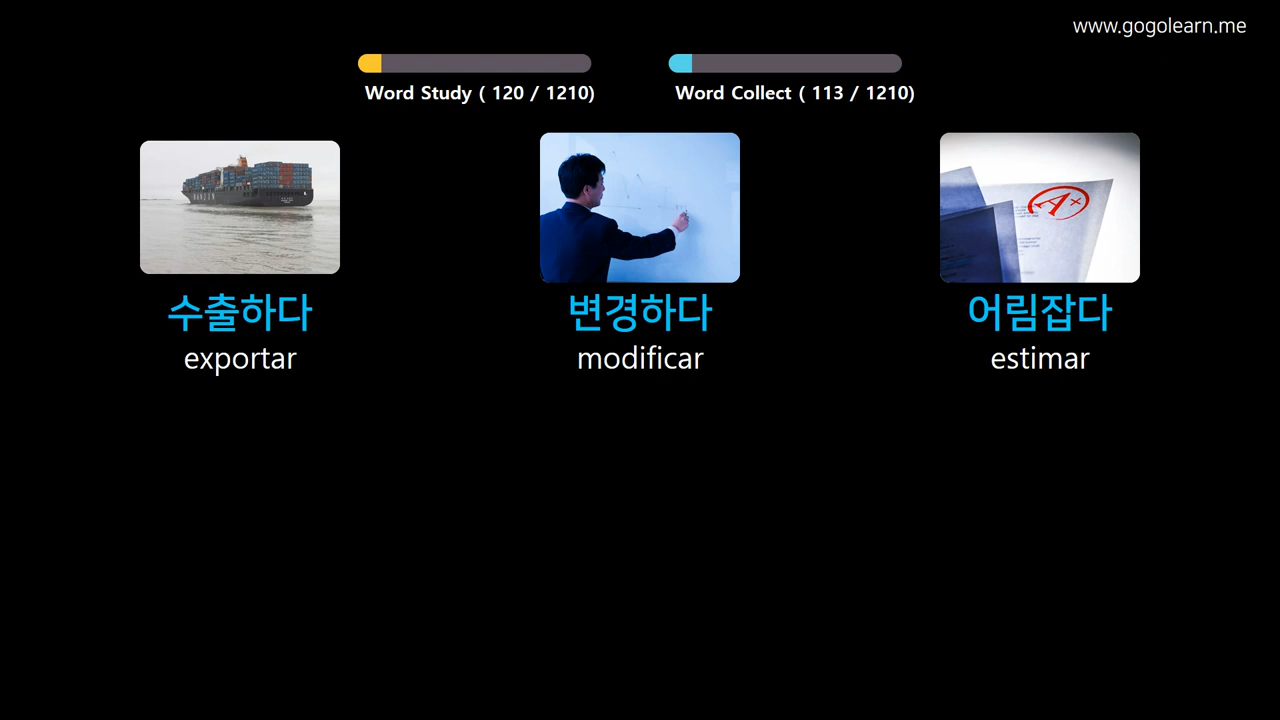 www.gogolearn.me
Word Study ( 120 / 1210)
Word Collect ( 113 / 1210)
HANJIN
A+
수출하다
변경하다
어림잡다
exportar
modificar
estimar